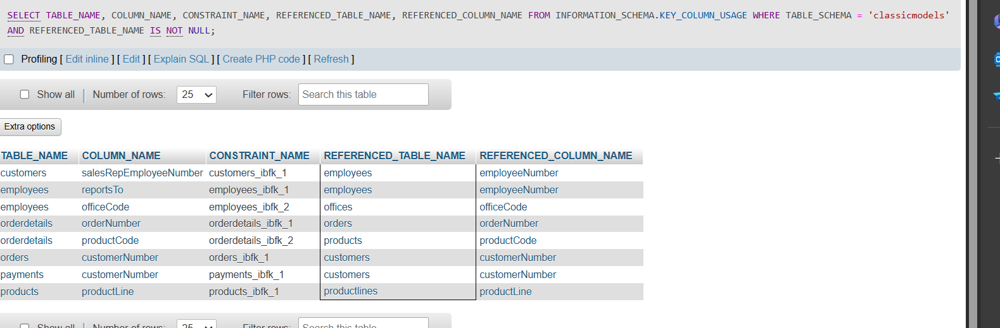 SELECT TABLE_NAME, COLUMN_NAME, CONSTRAINT_NAME, REFERENCED_TABLE_NAME, REFERENCED_COLUMN_NAME FROM INFORMATION_SCHEMA.KEY_COLUMN_USAGE WHERE TABLE_SCHEMA = 'classicmodels'
AND REFERENCED_TABLE_NAME IS NOT NULL;
Profiling [ Edit inline ] [ Edit ] [ Explain SQL ] [ Create PHP code ] [ Refresh ]
Show all | Number of rows: 25 Filter rows: Search this table
Extra options
TABLE_NAME COLUMN_NAME CONSTRAINT_NAME REFERENCED_TABLE_NAME REFERENCED_COLUMN_NAME
customers salesRepEmployeeNumber customers_ibfk_1 employees employeeNumber
employees reportsTo employees_ibfk_1 employees employeeNumber
employees officeCode employees_ibfk_2 offices officeCode
orderdetails orderNumber orderdetails_ibfk_1 orders orderNumber
orderdetails productCode orderdetails_ibfk_2 products productCode
orders customerNumber orders_ibfk_1 customers customerNumber
payments customerNumber payments_ibfk_1 customers customerNumber
products productLine products_ibfk_1 productlines productLine
Show all | Number of rows: 25 Filter rows: Search this table